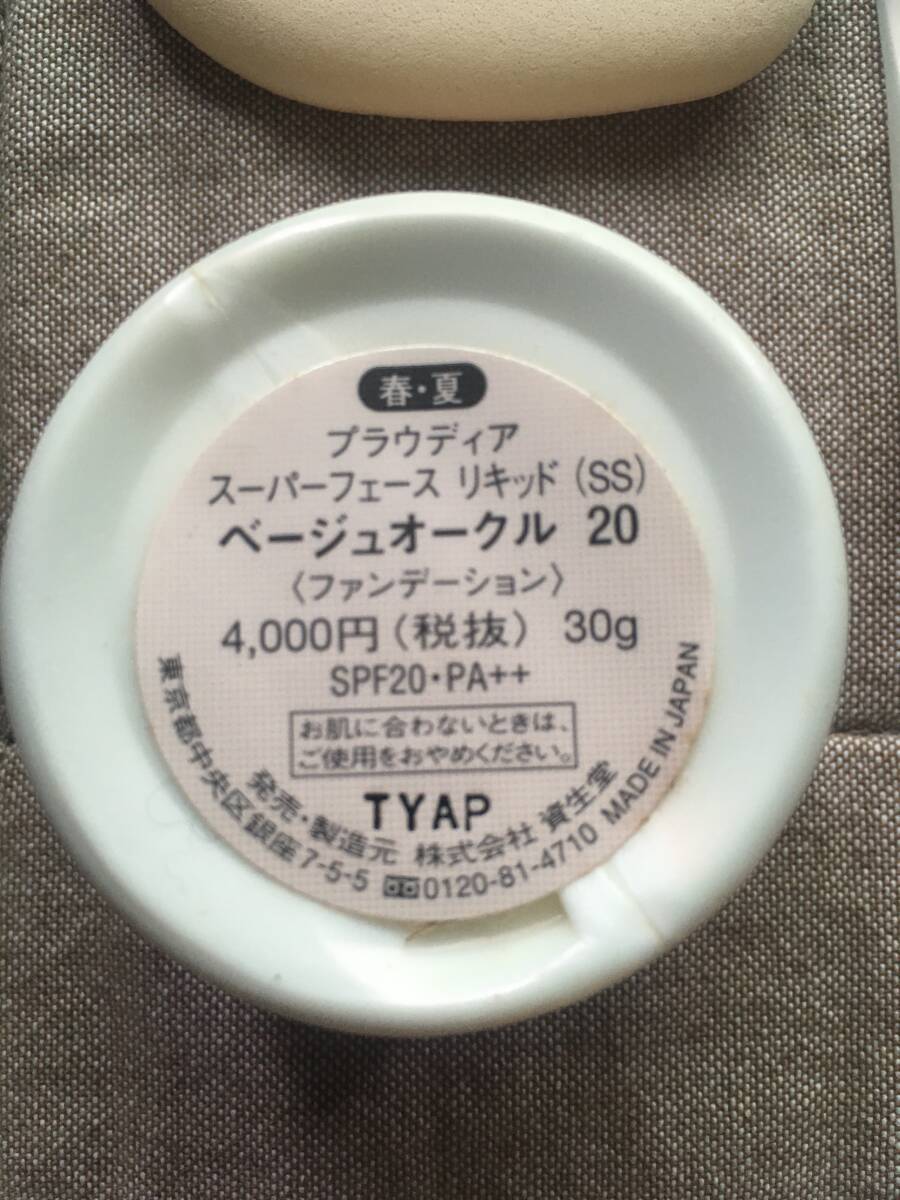 春・夏
プラウディア
スーパーフェース リキッド (SS)
ベージュオークル 20
〈ファンデーション〉
4,000円(税抜) 30g
SPF20・PA++
お肌に合わないときは、
ご使用をおやめください。
TYAP
発売・製造元 株式会社 資生堂
東京都中央区銀座7-5-5 0120-81-4710 MADE IN JAPAN